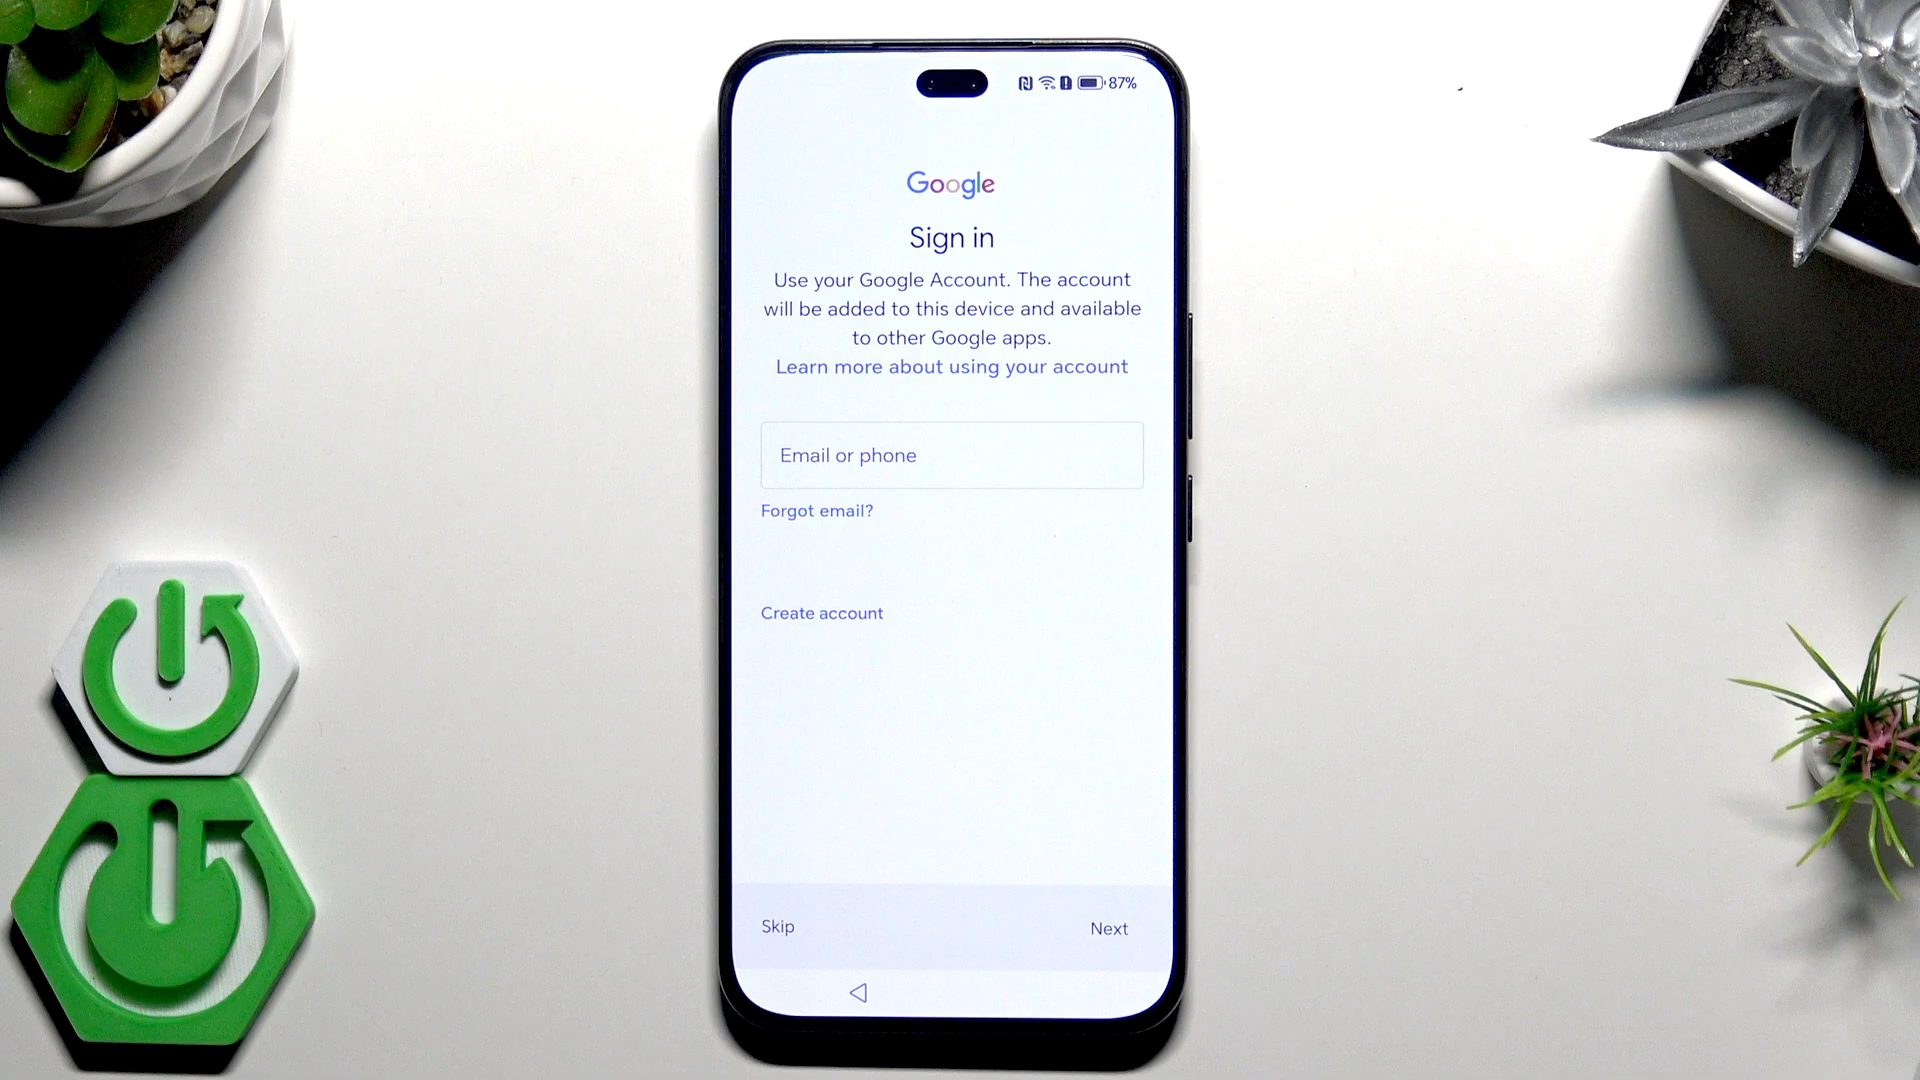 87%
Google
Sign in
Use your Google Account. The account
will be added to this device and available
to other Google apps.
Learn more about using your account
Email or phone
Forgot email?
Create account
Skip
Next